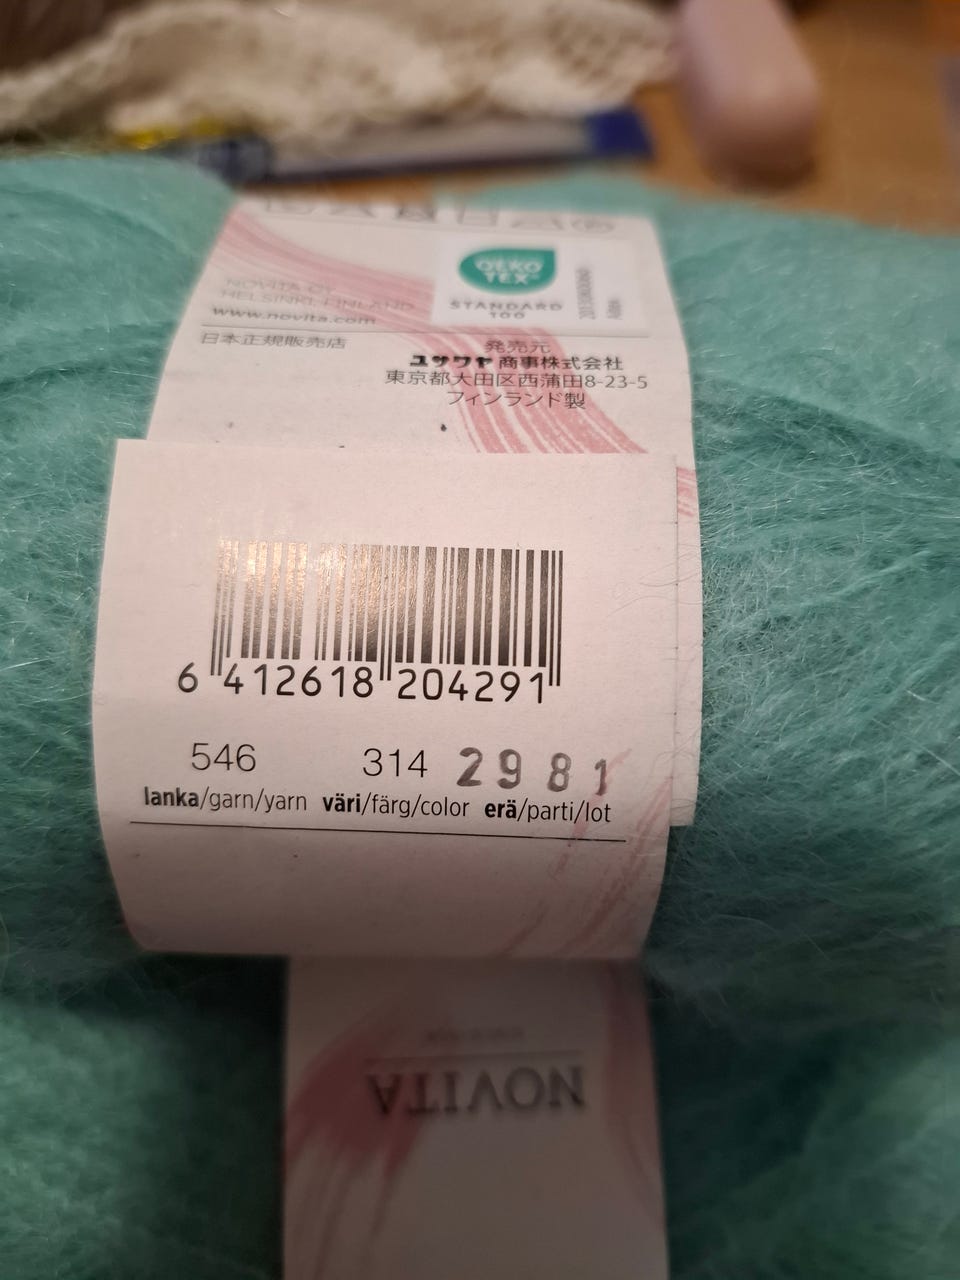 OEKO
TEX
STANDARD
100
NOVITA OY
HELSINKI, FINLAND
www.novita.com
日本正規販売店
発売元
ユザワヤ 商事株式会社
東京都大田区西蒲田8-23-5
フィンランド製
6 412618 204291
546 314 2981
lanka/garn/yarn väri/färg/color erä/parti/lot
NOVITA